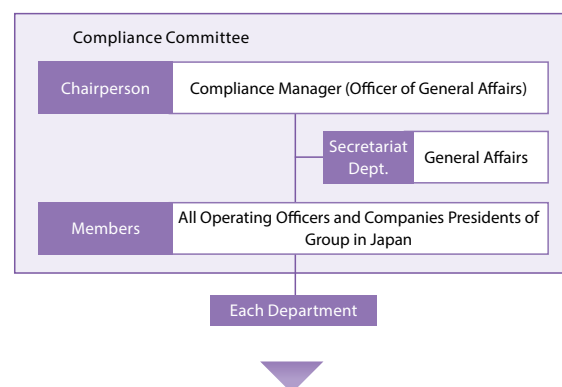 Compliance Committee
Chairperson
Compliance Manager (Officer of General Affairs)
Secretariat
Dept.
General Affairs
Members
All Operating Officers and Companies Presidents of
Group in Japan
Each Department